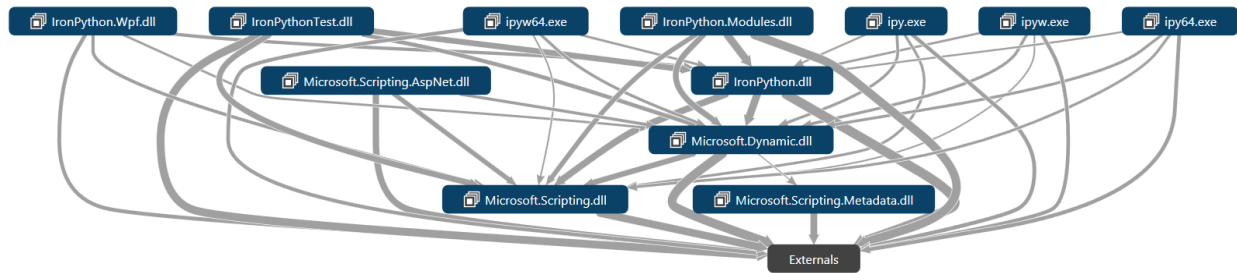 IronPython.Wpf.dll
IronPythonTest.dll
ipyw64.exe
IronPython.Modules.dll
ipy.exe
ipyw.exe
ipy64.exe
Microsoft.Scripting.AspNet.dll
IronPython.dll
Microsoft.Dynamic.dll
Microsoft.Scripting.dll
Microsoft.Scripting.Metadata.dll
Externals